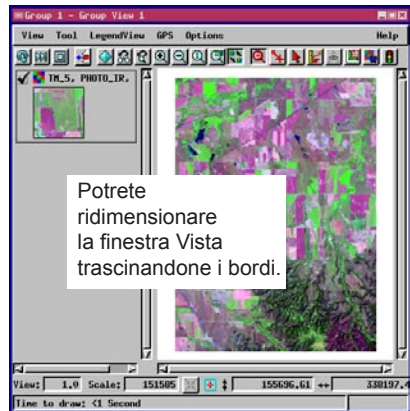 Group 1 - Group View 1
View Tool LegendView GPS Options Help
TM_5, PHOTO_IR,
Potrete
ridimensionare
la finestra Vista
trascinandone i bordi.
View: 1.0 Scale: 151505 155696.61 338197.4
Time to draw: <1 Second